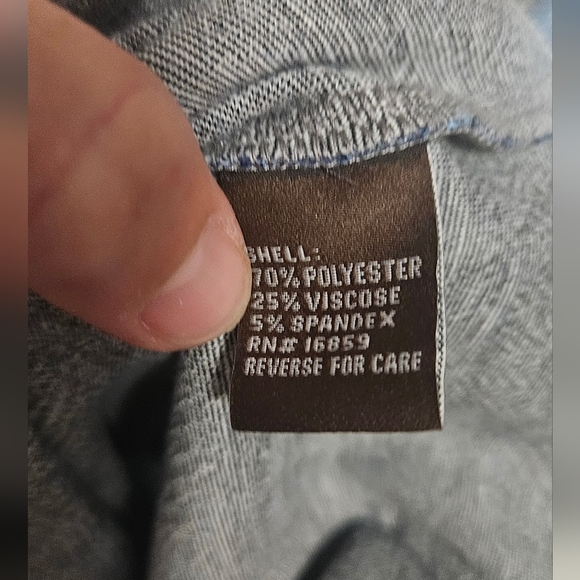 SHELL:
70% POLYESTER
25% VISCOSE
5% SPANDEX
RN# 16859
REVERSE FOR CARE